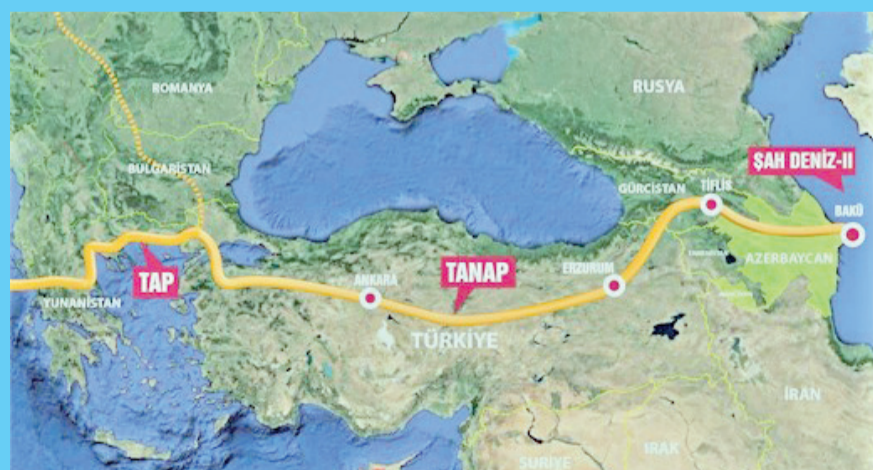 ROMANYA
RUSYA
BULGARİSTAN
ŞAH DENİZ-II
GÜRCİSTAN
TİFLİS
BAKÜ
TAP
TANAP
ANKARA
ERZURUM
AZERBAYCAN
YUNANİSTAN
TÜRKİYE
İRAN
SURİYE
IRAK